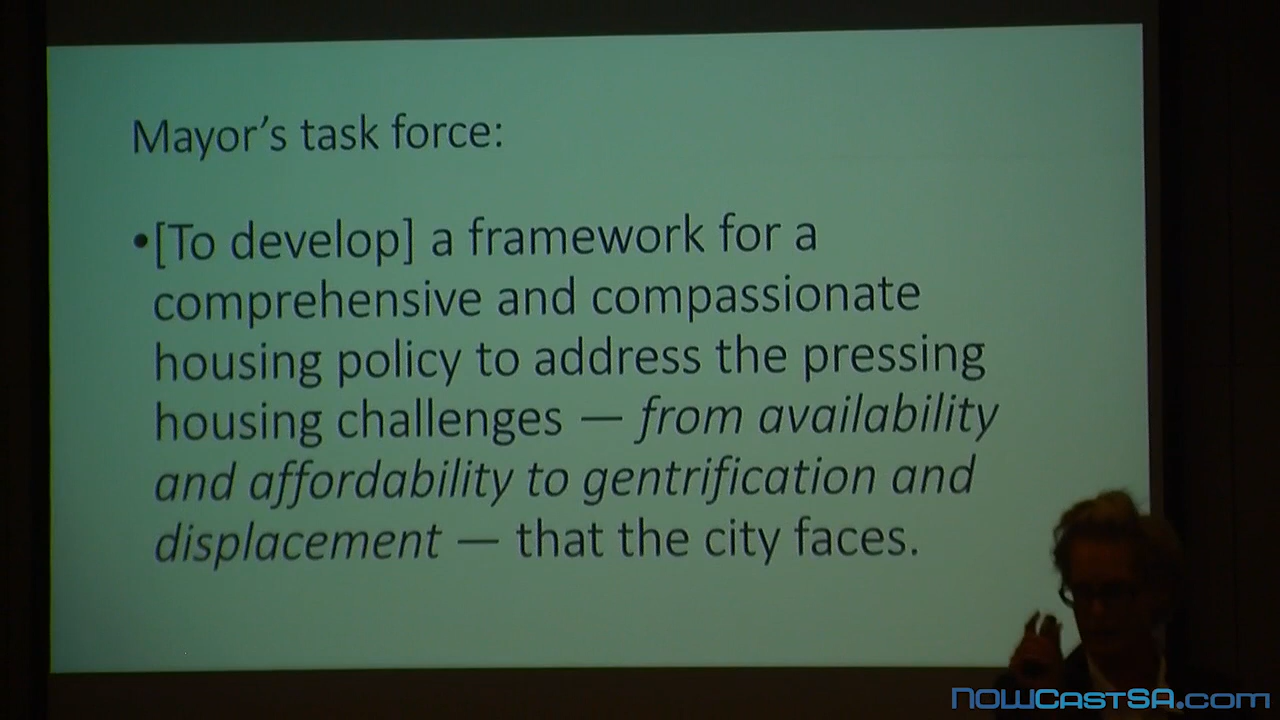 Mayor’s task force:
•[To develop] a framework for a
comprehensive and compassionate
housing policy to address the pressing
housing challenges — from availability
and affordability to gentrification and
displacement — that the city faces.
NOWCASTSA.com